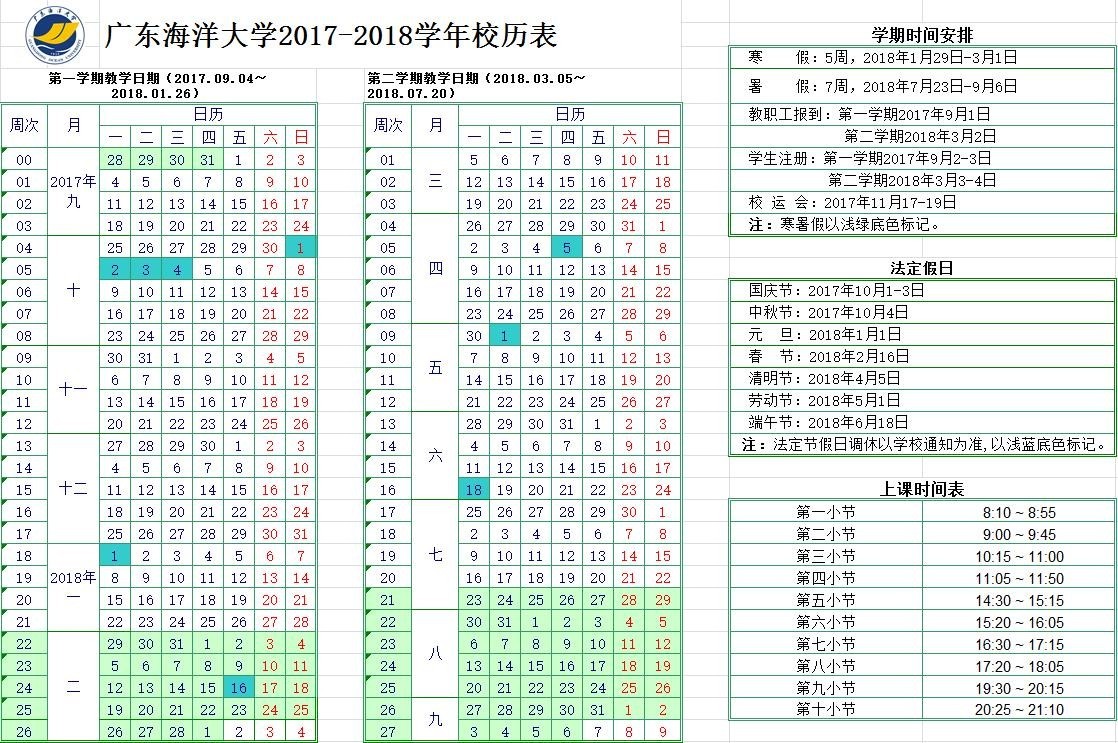 广东海洋大学2017-2018学年校历表
第一学期教学日期（2017.09.04～
2018.01.26）
周次 月 日历
一 二 三 四 五 六 日
00 28 29 30 31 1 2 3
01 2017年 4 5 6 7 8 9 10
02 九 11 12 13 14 15 16 17
03 18 19 20 21 22 23 24
04 25 26 27 28 29 30 1
05 2 3 4 5 6 7 8
06 十 9 10 11 12 13 14 15
07 16 17 18 19 20 21 22
08 23 24 25 26 27 28 29
09 30 31 1 2 3 4 5
10 十一 6 7 8 9 10 11 12
11 13 14 15 16 17 18 19
12 20 21 22 23 24 25 26
13 27 28 29 30 1 2 3
14 4 5 6 7 8 9 10
15 十二 11 12 13 14 15 16 17
16 18 19 20 21 22 23 24
17 25 26 27 28 29 30 31
18 1 2 3 4 5 6 7
19 2018年 8 9 10 11 12 13 14
20 一 15 16 17 18 19 20 21
21 22 23 24 25 26 27 28
22 29 30 31 1 2 3 4
23 5 6 7 8 9 10 11
24 二 12 13 14 15 16 17 18
25 19 20 21 22 23 24 25
26 26 27 28 1 2 3 4
第二学期教学日期（2018.03.05～
2018.07.20）
周次 月 日历
一 二 三 四 五 六 日
01 5 6 7 8 9 10 11
02 三 12 13 14 15 16 17 18
03 19 20 21 22 23 24 25
04 26 27 28 29 30 31 1
05 2 3 4 5 6 7 8
06 四 9 10 11 12 13 14 15
07 16 17 18 19 20 21 22
08 23 24 25 26 27 28 29
09 30 1 2 3 4 5 6
10 五 7 8 9 10 11 12 13
11 14 15 16 17 18 19 20
12 21 22 23 24 25 26 27
13 28 29 30 31 1 2 3
14 六 4 5 6 7 8 9 10
15 11 12 13 14 15 16 17
16 18 19 20 21 22 23 24
17 25 26 27 28 29 30 1
18 2 3 4 5 6 7 8
19 七 9 10 11 12 13 14 15
20 16 17 18 19 20 21 22
21 23 24 25 26 27 28 29
22 30 31 1 2 3 4 5
23 八 6 7 8 9 10 11 12
24 13 14 15 16 17 18 19
25 20 21 22 23 24 25 26
26 九 27 28 29 30 31 1 2
27 3 4 5 6 7 8 9
学期时间安排
寒 假：5周，2018年1月29日-3月1日
暑 假：7周，2018年7月23日-9月6日
教职工报到：第一学期2017年9月1日
第二学期2018年3月2日
学生注册：第一学期2017年9月2-3日
第二学期2018年3月3-4日
校 运 会：2017年11月17-19日
注：寒暑假以浅绿底色标记。
法定假日
国庆节：2017年10月1-3日
中秋节：2017年10月4日
元 旦：2018年1月1日
春 节：2018年2月16日
清明节：2018年4月5日
劳动节：2018年5月1日
端午节：2018年6月18日
注：法定节假日调休以学校通知为准,以浅蓝底色标记。
上课时间表
第一小节 8:10 ~ 8:55
第二小节 9:00 ~ 9:45
第三小节 10:15 ~ 11:00
第四小节 11:05 ~ 11:50
第五小节 14:30 ~ 15:15
第六小节 15:20 ~ 16:05
第七小节 16:30 ~ 17:15
第八小节 17:20 ~ 18:05
第九小节 19:30 ~ 20:15
第十小节 20:25 ~ 21:10